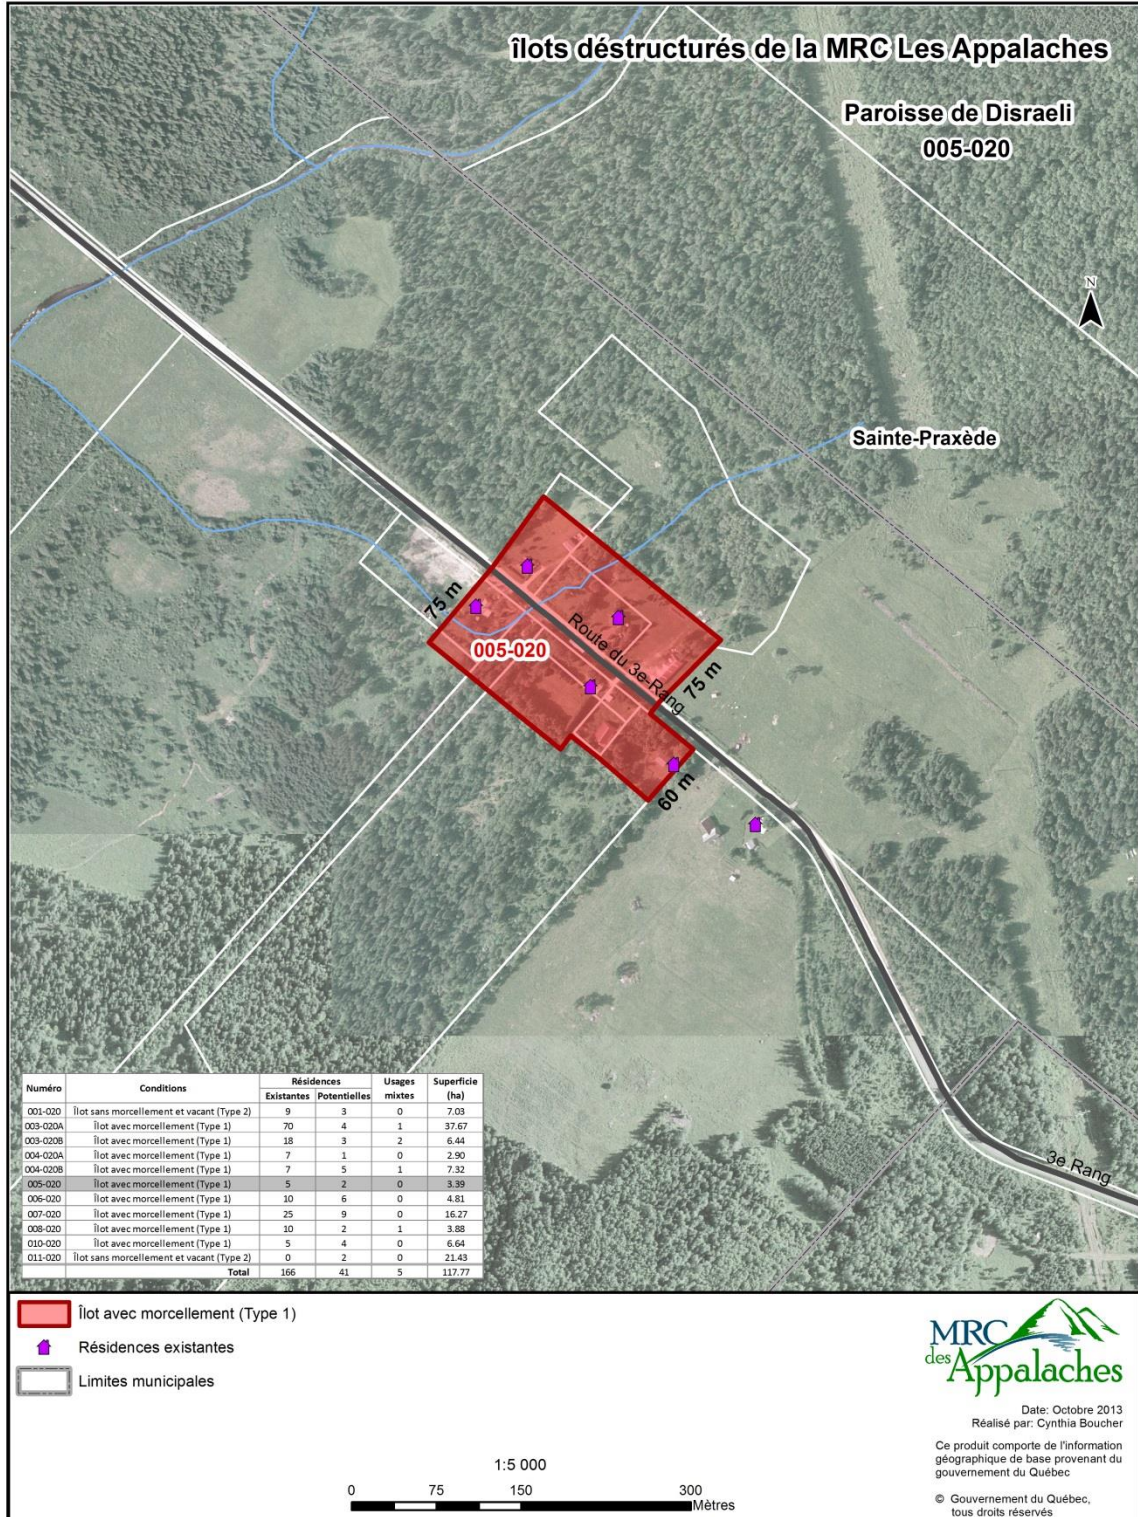 îlots déstructurés de la MRC Les Appalaches
Paroisse de Disraeli
005-020
N
Sainte-Praxède
75 m
005-020
Route du 3e-Rang
75 m
60 m
3e Rang
Numéro Conditions Résidences Usages mixtes Superficie (ha)
Existantes Potentielles
001-020 Îlot sans morcellement et vacant (Type 2) 9 3 0 7.03
003-020A Îlot avec morcellement (Type 1) 70 4 1 37.67
003-020B Îlot avec morcellement (Type 1) 18 3 2 6.44
004-020A Îlot avec morcellement (Type 1) 7 1 0 2.90
004-020B Îlot avec morcellement (Type 1) 7 5 1 7.32
005-020 Îlot avec morcellement (Type 1) 5 2 0 3.39
006-020 Îlot avec morcellement (Type 1) 10 6 0 4.81
007-020 Îlot avec morcellement (Type 1) 25 9 0 16.27
008-020 Îlot avec morcellement (Type 1) 10 2 1 3.88
010-020 Îlot avec morcellement (Type 1) 5 4 0 6.64
011-020 Îlot sans morcellement et vacant (Type 2) 0 2 0 21.43
Total 166 41 5 117.77
Îlot avec morcellement (Type 1)
Résidences existantes
Limites municipales
1:5 000
0 75 150 300
Mètres
MRC
des Appalaches
Date: Octobre 2013
Réalisé par: Cynthia Boucher
Ce produit comporte de l'information
géographique de base provenant du
gouvernement du Québec
© Gouvernement du Québec,
tous droits réservés